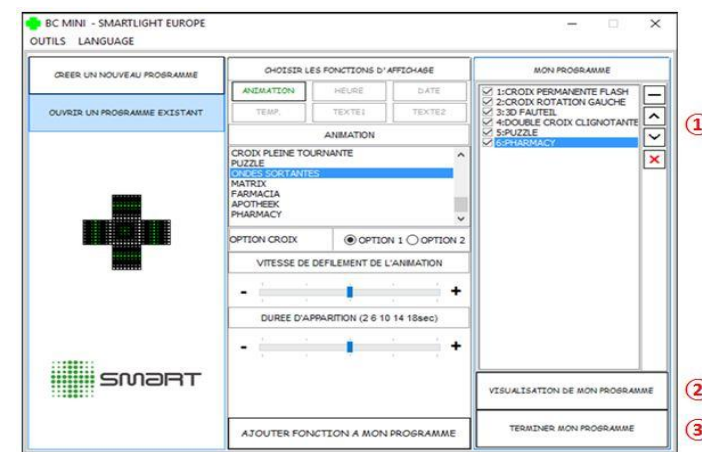 BC MINI - SMARTLIGHT EUROPE
OUTILS LANGUAGE
CREER UN NOUVEAU PROGRAMME
OUVRIR UN PROGRAMME EXISTANT
SMART
CHOISIR LES FONCTIONS D'AFFICHAGE
ANIMATION HEURE DATE
TEMP. TEXTE1 TEXTE2
ANIMATION
CROIX PLEINE TOURNANTE
PUZZLE
ONDES SORTANTES
MATRIX
FARMACIA
APOTHEEK
PHARMACY
OPTION CROIX OPTION 1 OPTION 2
VITESSE DE DEFILEMENT DE L'ANIMATION
- +
DUREE D'APPARITION (2 6 10 14 18sec)
- +
AJOUTER FONCTION A MON PROGRAMME
MON PROGRAMME
1:CROIX PERMANENTE FLASH
2:CROIX ROTATION GAUCHE
3:3D FAUTEIL
4:DOUBLE CROIX CLIGNOTANTE
5:PUZZLE
6:PHARMACY
1
VISUALISATION DE MON PROGRAMME
2
TERMINER MON PROGRAMME
3